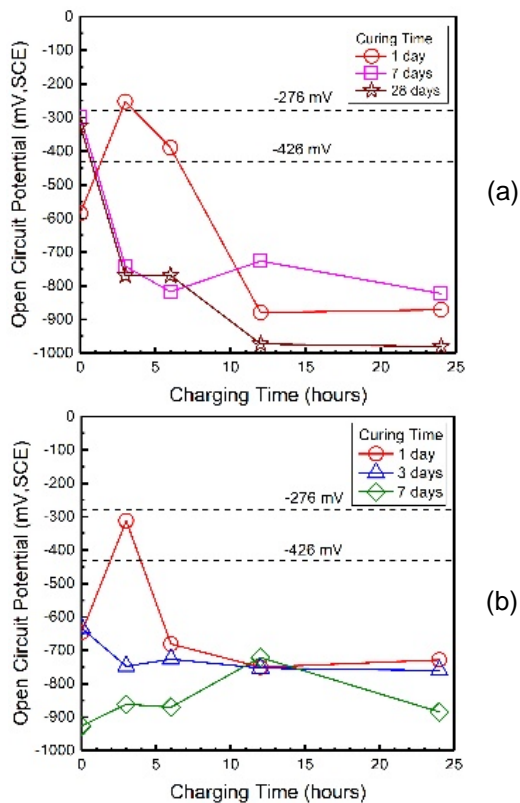 0
-100
-200
-300
-400
-500
-600
-700
-800
-900
-1000
Open Circuit Potential (mV,SCE)
Curing Time
1 day
7 days
28 days
-276 mV
-426 mV
(a)
0 5 10 15 20 25
Charging Time (hours)
0
-100
-200
-300
-400
-500
-600
-700
-800
-900
-1000
Open Circuit Potential (mV,SCE)
Curing Time
1 day
3 days
7 days
-276 mV
-426 mV
(b)
0 5 10 15 20 25
Charging Time (hours)